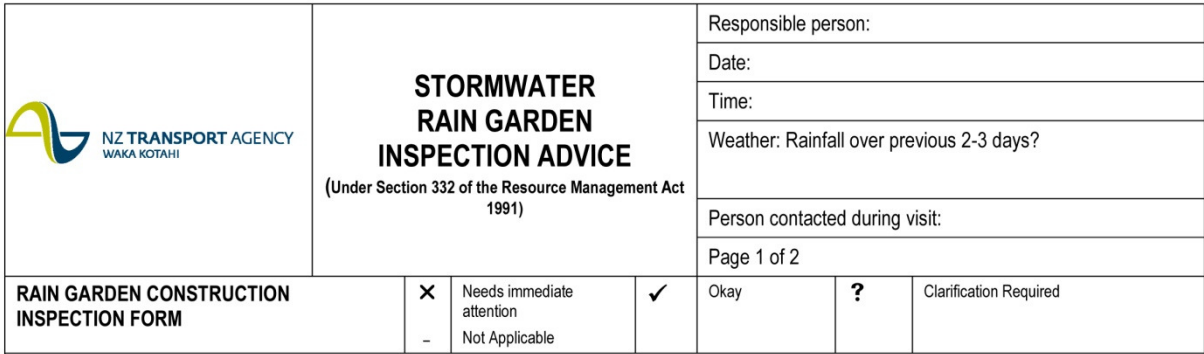 NZ TRANSPORT AGENCY
WAKA KOTAHI
STORMWATER
RAIN GARDEN
INSPECTION ADVICE
(Under Section 332 of the Resource Management Act
1991)
Responsible person:
Date:
Time:
Weather: Rainfall over previous 2-3 days?
Person contacted during visit:
Page 1 of 2
RAIN GARDEN CONSTRUCTION
INSPECTION FORM
✕ Needs immediate
attention
– Not Applicable
✓ Okay
? Clarification Required